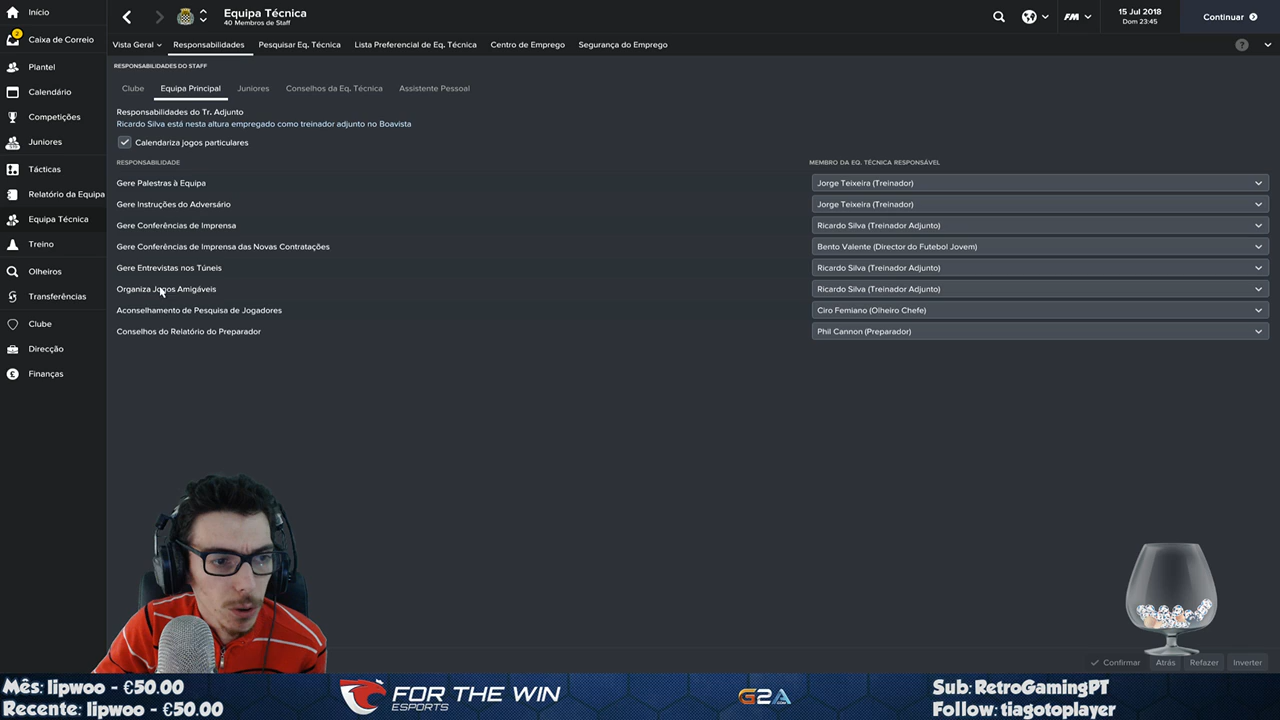 Início
Equipa Técnica
40 Membros de Staff
FM
15 Jul 2018
Dom 23:45
Continuar
2
Caixa de Correio
Vista Geral
Responsabilidades
Pesquisar Eq. Técnica
Lista Preferencial de Eq. Técnica
Centro de Emprego
Segurança do Emprego
?
Plantel
Calendário
Competições
Juniores
Tácticas
Relatório da Equipa
Equipa Técnica
Treino
Olheiros
Transferências
Clube
Direcção
Finanças
RESPONSABILIDADES DO STAFF
Clube
Equipa Principal
Juniores
Conselhos da Eq. Técnica
Assistente Pessoal
Responsabilidades do Tr. Adjunto
Ricardo Silva está nesta altura empregado como treinador adjunto no Boavista
Calendariza jogos particulares
RESPONSABILIDADE
MEMBRO DA EQ. TÉCNICA RESPONSÁVEL
Gere Palestras à Equipa
Jorge Teixeira (Treinador)
Gere Instruções do Adversário
Jorge Teixeira (Treinador)
Gere Conferências de Imprensa
Ricardo Silva (Treinador Adjunto)
Gere Conferências de Imprensa das Novas Contratações
Bento Valente (Director do Futebol Jovem)
Gere Entrevistas nos Túneis
Ricardo Silva (Treinador Adjunto)
Organiza Jogos Amigáveis
Ricardo Silva (Treinador Adjunto)
Aconselhamento de Pesquisa de Jogadores
Ciro Femiano (Olheiro Chefe)
Conselhos do Relatório do Preparador
Phil Cannon (Preparador)
Confirmar
Atrás
Refazer
Inverter
Mês: lipwoo - €50.00
Recente: lipwoo - €50.00
FOR THE WIN
ESPORTS
G2A.COM
Sub: RetroGamingPT
Follow: tiagotoplayer